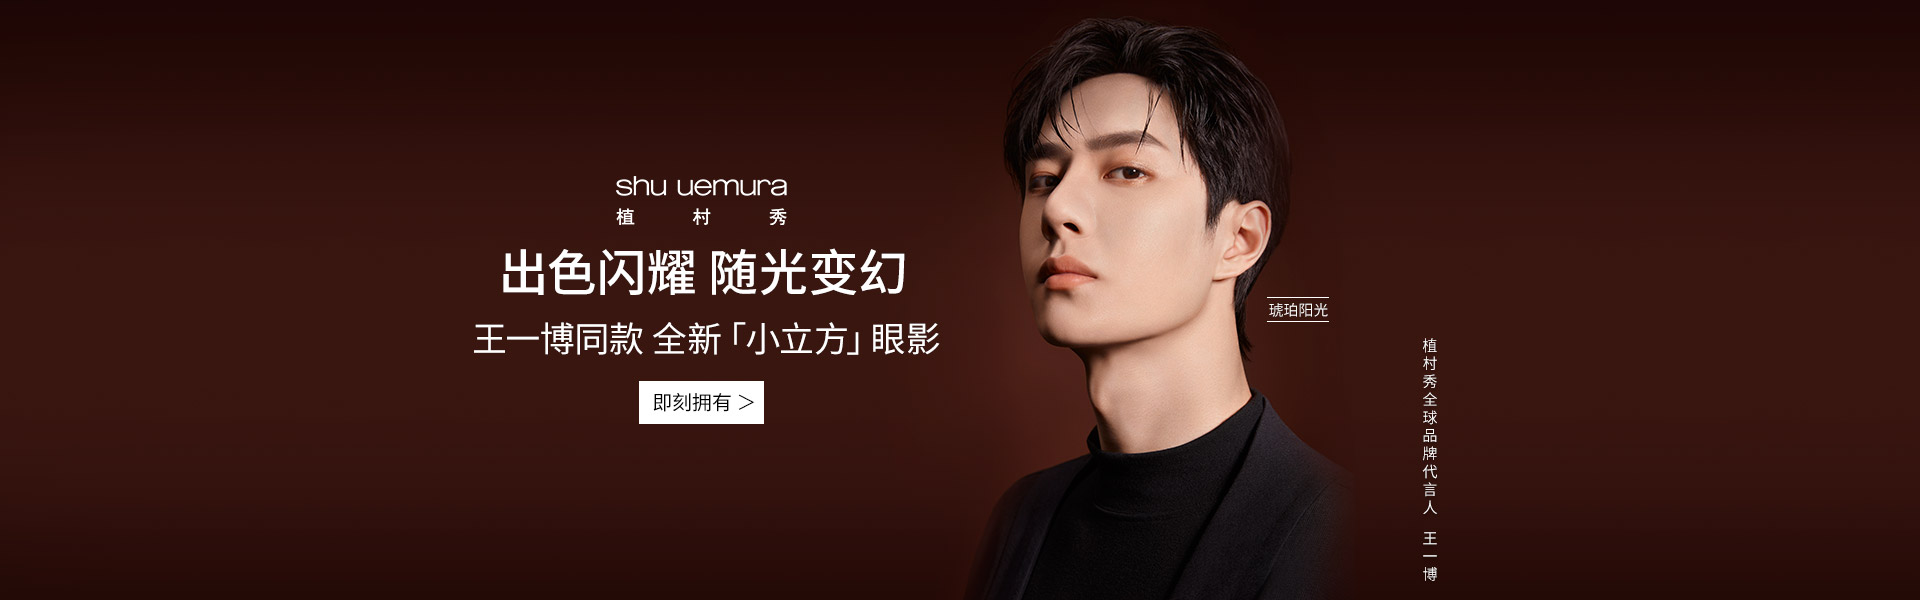 shu uemura
植村秀
出色闪耀 随光变幻
王一博同款 全新「小立方」眼影
即刻拥有 >
琥珀阳光
植村秀全球品牌代言人 王一博